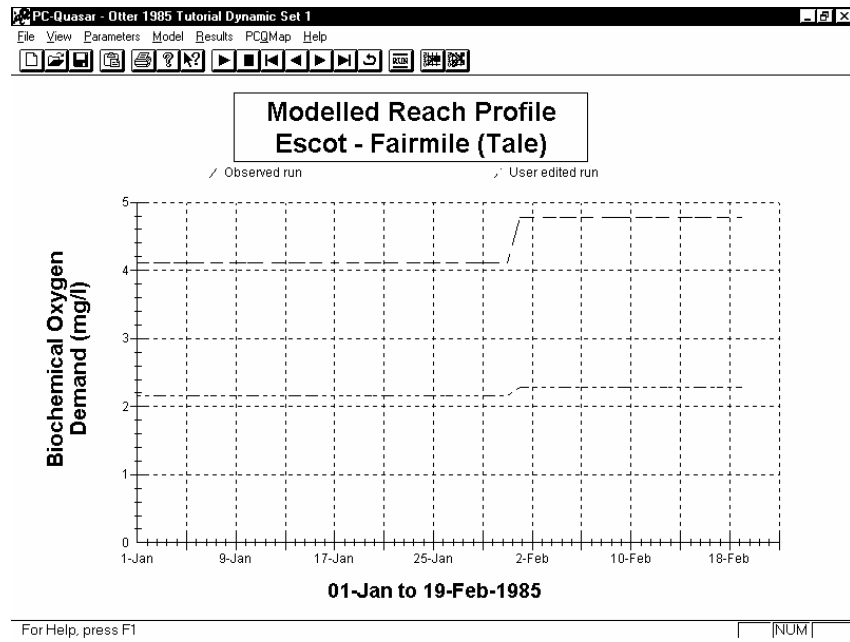 PC-Quasar - Otter 1985 Tutorial Dynamic Set 1
File View Parameters Model Results PCQMap Help
RUN
Modelled Reach Profile
Escot - Fairmile (Tale)
Observed run
User edited run
Biochemical Oxygen
Demand (mg/l)
5
4
3
2
1
0
1-Jan
9-Jan
17-Jan
25-Jan
2-Feb
10-Feb
18-Feb
01-Jan to 19-Feb-1985
For Help, press F1
NUM